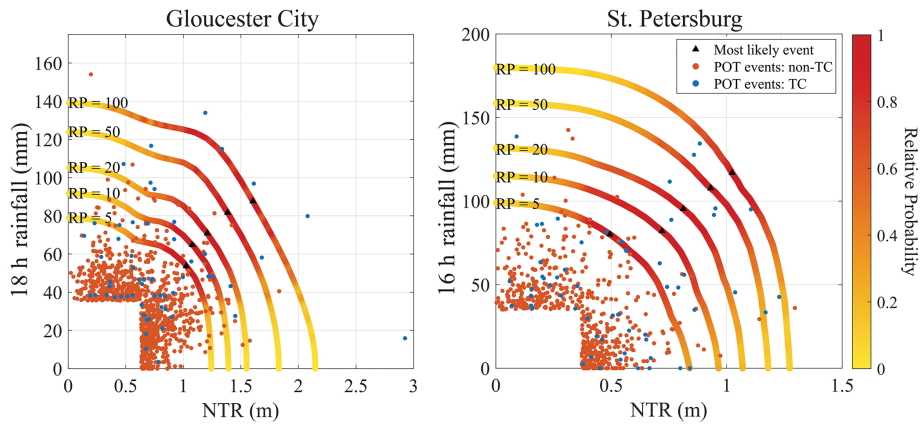 Gloucester City
160
140
120
100
80
60
40
20
0
18 h rainfall (mm)
RP = 100
RP = 50
RP = 20
RP = 10
RP = 5
0
0.5
1
1.5
2
2.5
3
NTR (m)
St. Petersburg
200
150
100
50
0
16 h rainfall (mm)
RP = 100
RP = 50
RP = 20
RP = 10
RP = 5
Most likely event
POT events: non-TC
POT events: TC
0
0.5
1
1.5
NTR (m)
1
0.8
0.6
0.4
0.2
0
Relative Probability